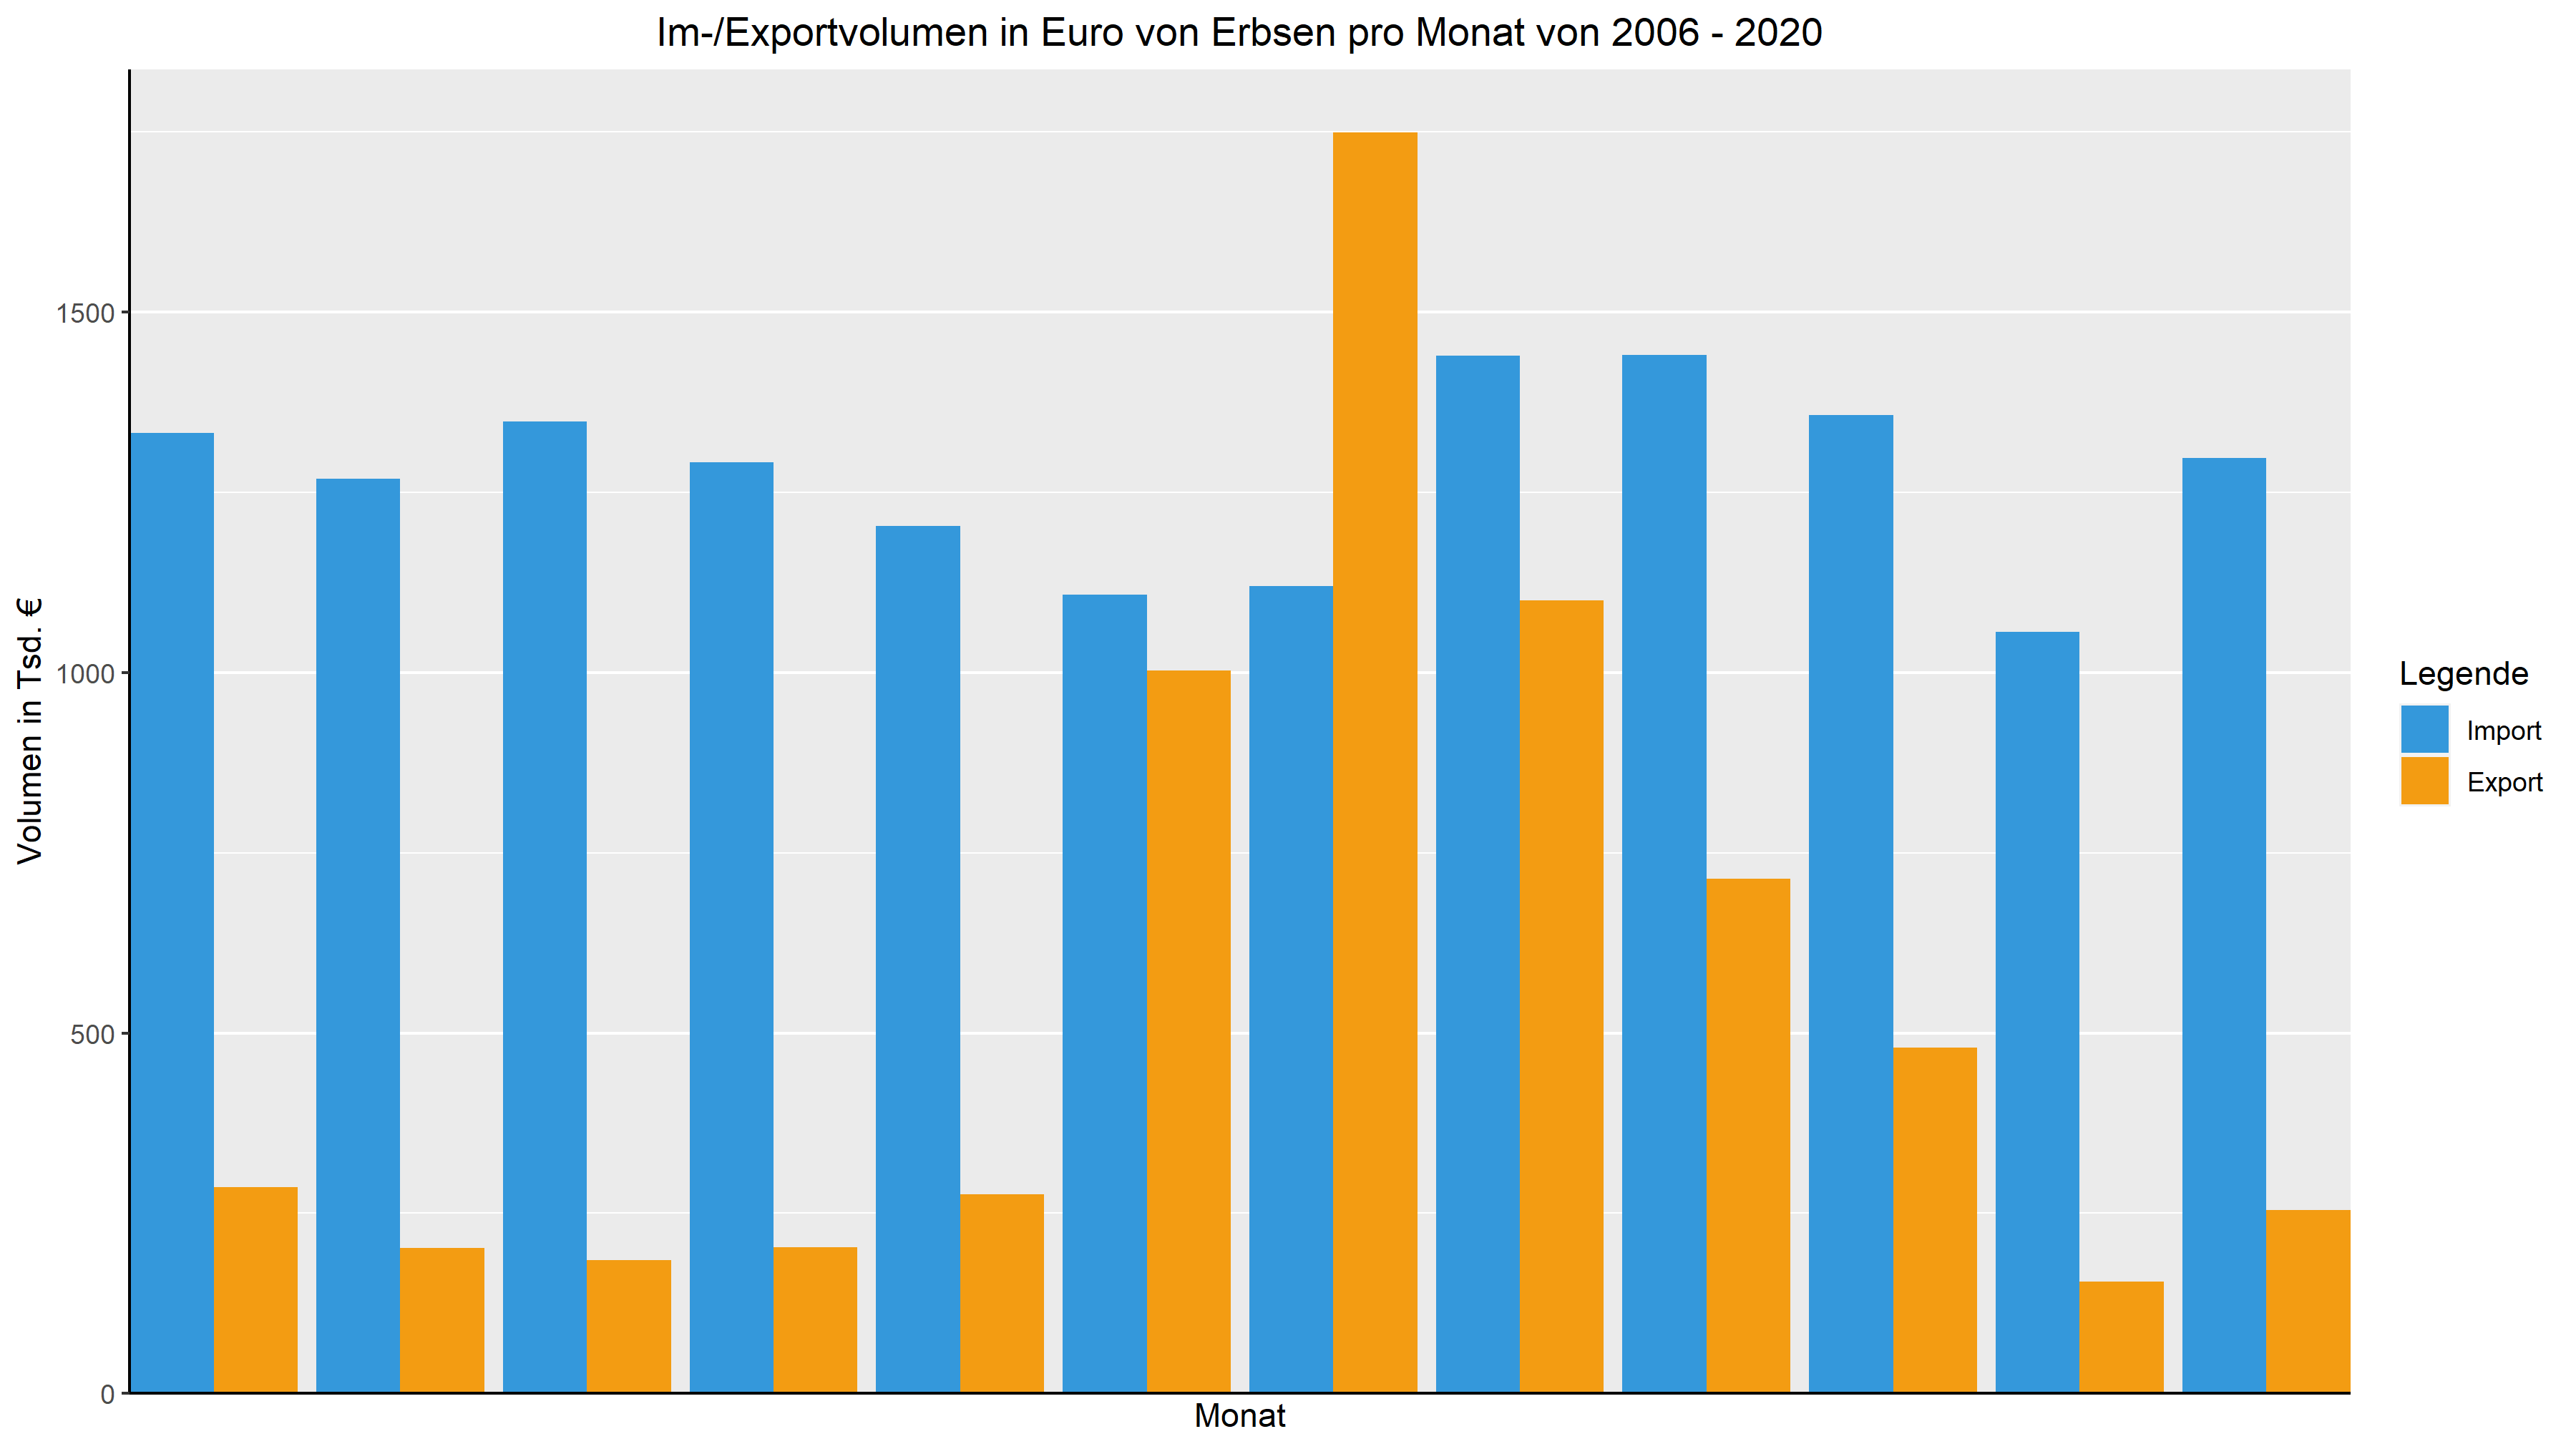 Im-/Exportvolumen in Euro von Erbsen pro Monat von 2006 - 2020
Volumen in Tsd. €
1500
1000
500
0
Monat
Legende
Import
Export